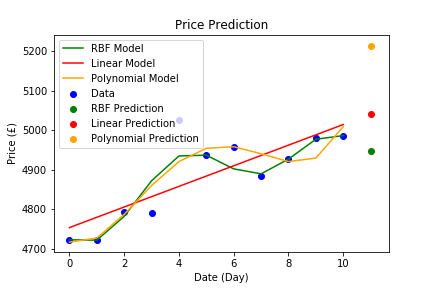 Price Prediction
5200
5100
5000
4900
4800
4700
Price (£)
RBF Model
Linear Model
Polynomial Model
Data
RBF Prediction
Linear Prediction
Polynomial Prediction
0 2 4 6 8 10
Date (Day)